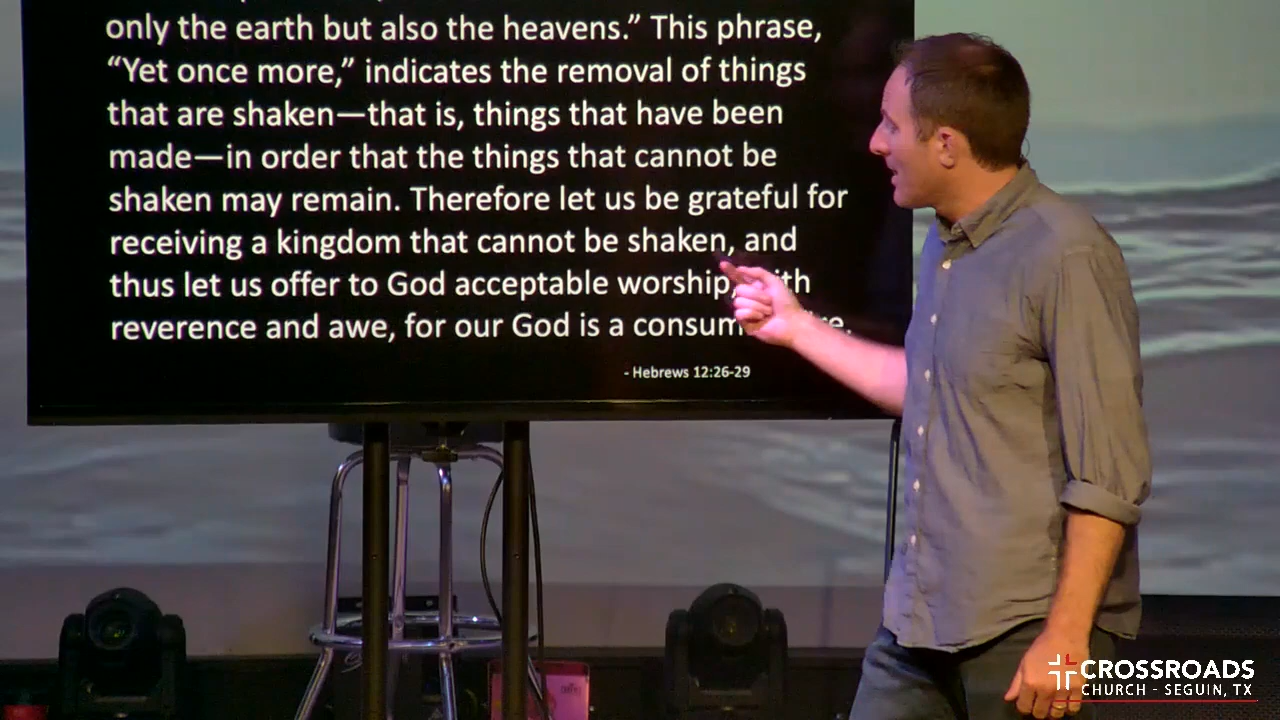 only the earth but also the heavens.” This phrase,
“Yet once more,” indicates the removal of things
that are shaken—that is, things that have been
made—in order that the things that cannot be
shaken may remain. Therefore let us be grateful for
receiving a kingdom that cannot be shaken, and
thus let us offer to God acceptable worship,
reverence and awe, for our God is a
- Hebrews 12:26-29
CROSSROADS
CHURCH - SEGUIN, TX